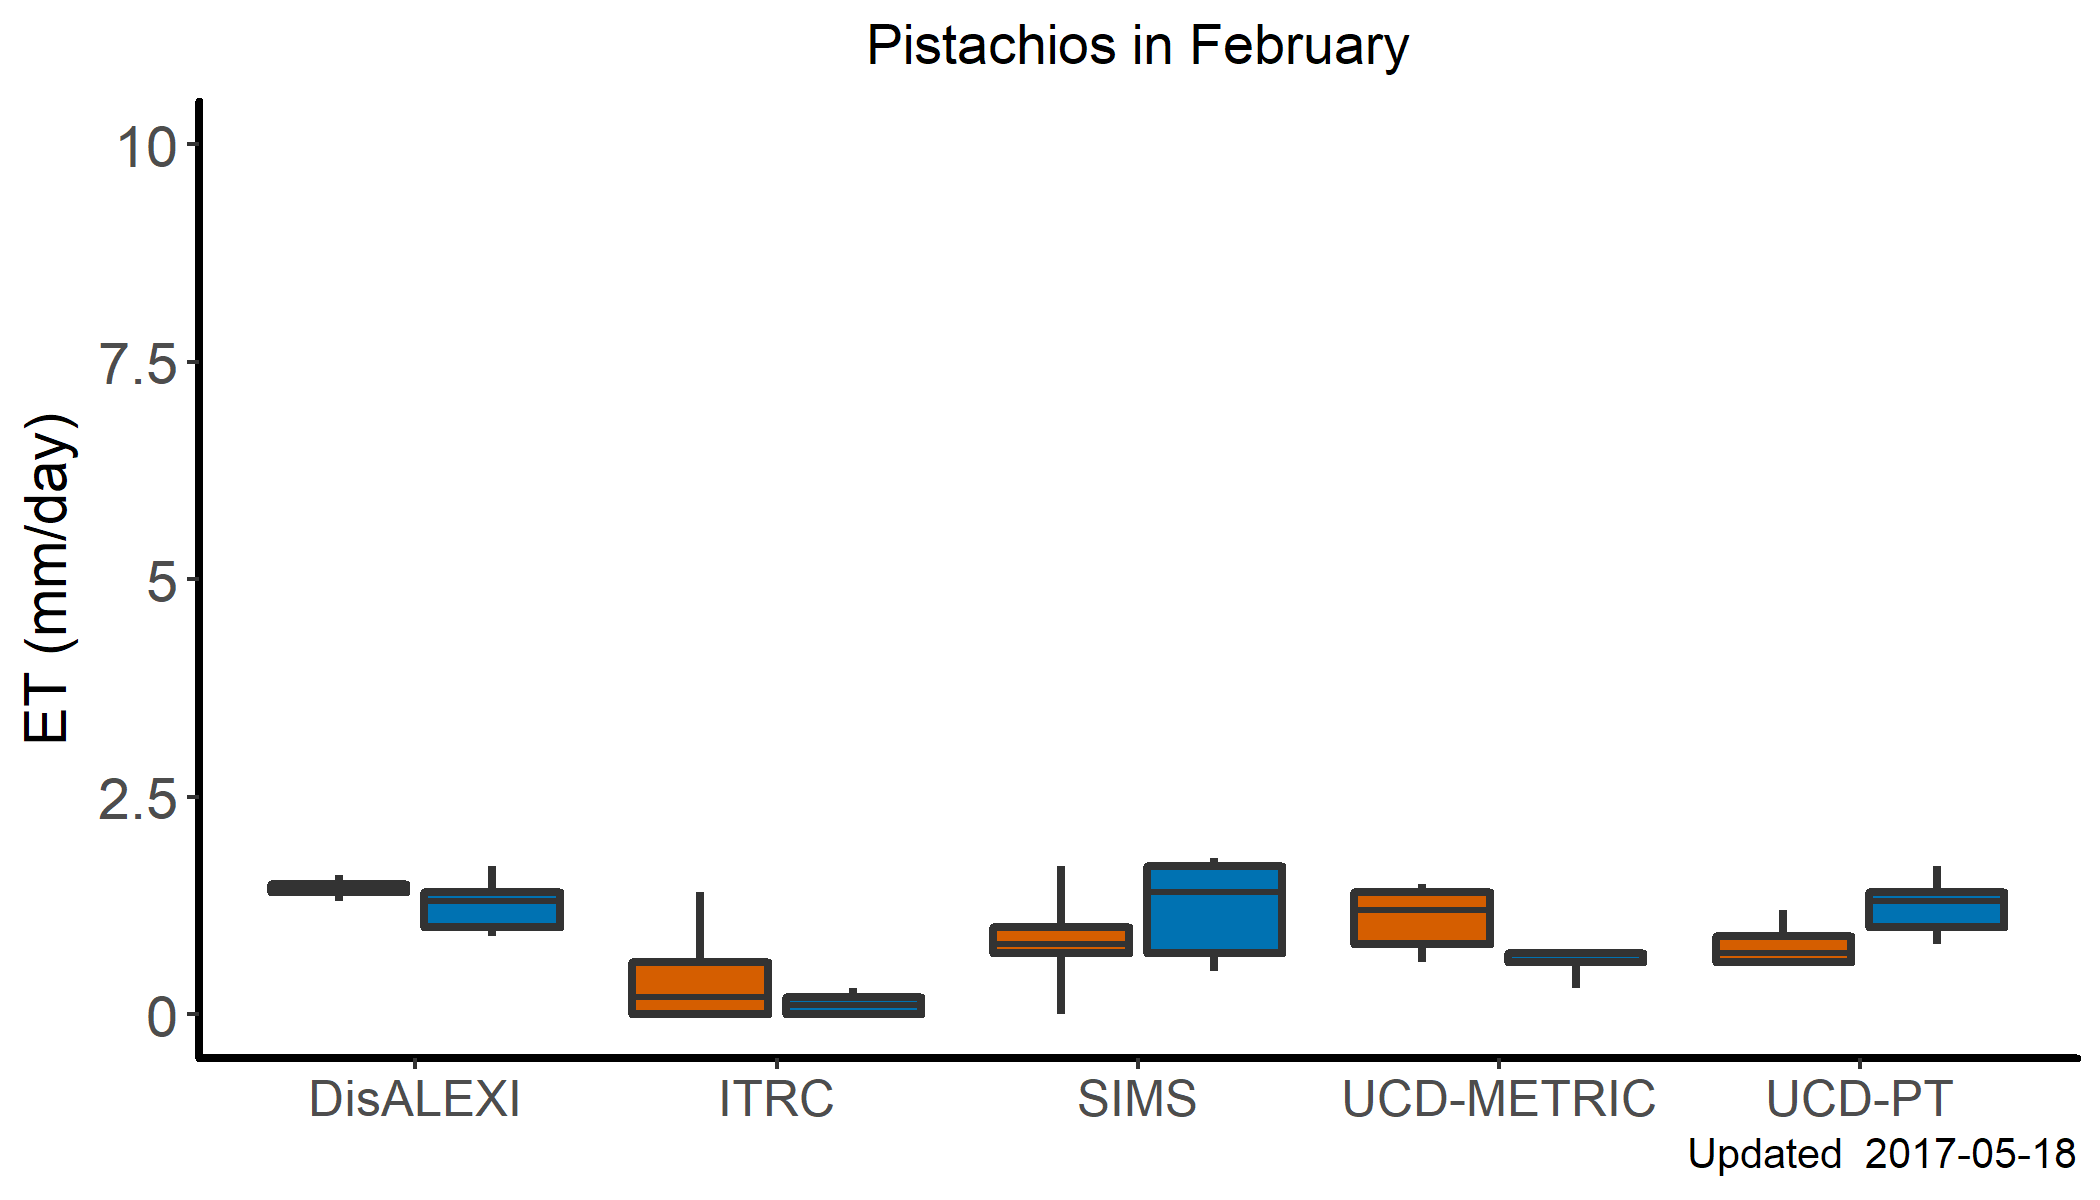 Pistachios in February
10
7.5
5
2.5
0
ET (mm/day)
DisALEXI ITRC SIMS UCD-METRIC UCD-PT
Updated  2017-05-18